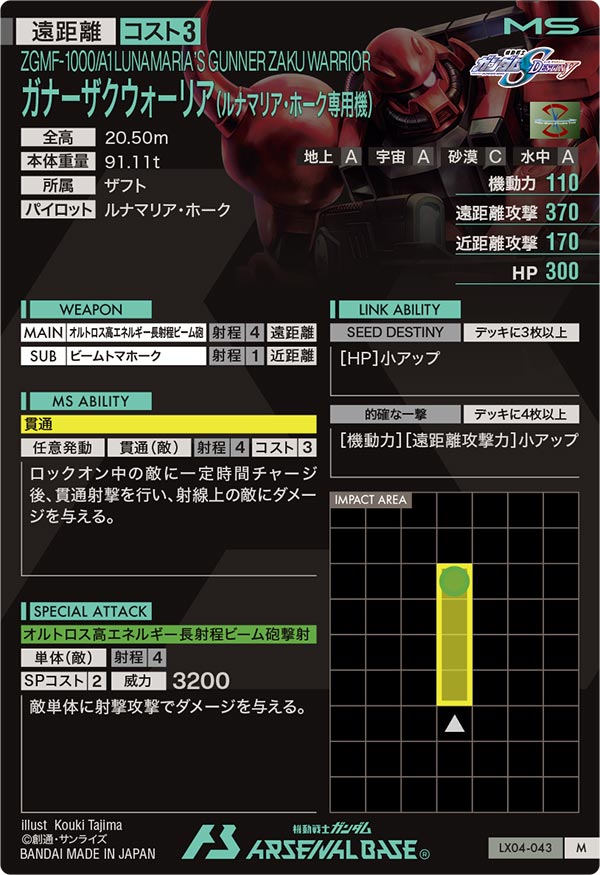 遠距離 コスト3
MS
ZGMF-1000/A1 LUNAMARIA'S GUNNER ZAKU WARRIOR
ガナーザクウォーリア(ルナマリア・ホーク専用機)
機動戦士
ガンダム SEED DESTINY
全高 20.50m
本体重量 91.11t
所属 ザフト
パイロット ルナマリア・ホーク
地上 A 宇宙 A 砂漠 C 水中 A
機動力 110
遠距離攻撃 370
近距離攻撃 170
HP 300
WEAPON
MAIN オルトロス高エネルギー長射程ビーム砲 射程 4 遠距離
SUB ビームトマホーク 射程 1 近距離
MS ABILITY
貫通
任意発動 貫通(敵) 射程 4 コスト 3
ロックオン中の敵に一定時間チャージ
後、貫通射撃を行い、射線上の敵にダメー
ジを与える。
SPECIAL ATTACK
オルトロス高エネルギー長射程ビーム砲撃射
単体(敵) 射程 4
SPコスト 2 威力 3200
敵単体に射撃攻撃でダメージを与える。
LINK ABILITY
SEED DESTINY デッキに3枚以上
[HP]小アップ
的確な一撃 デッキに4枚以上
[機動力][遠距離攻撃力]小アップ
IMPACT AREA
illust Kouki Tajima
©創通・サンライズ
BANDAI MADE IN JAPAN
機動戦士ガンダム
AB ARSENAL BASE®
LX04-043 M